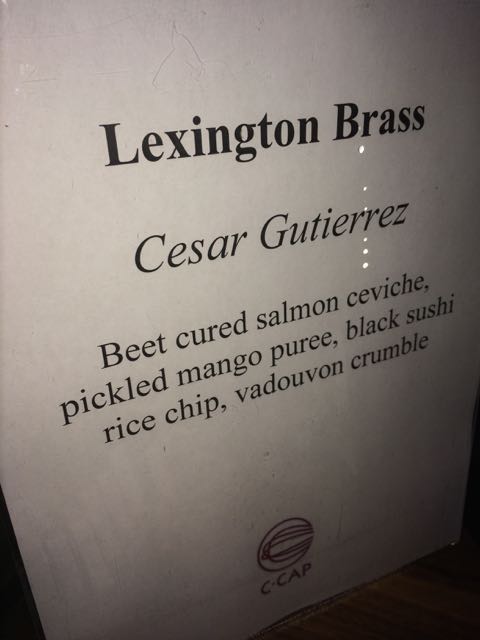 Lexington Brass
Cesar Gutierrez
Beet cured salmon ceviche,
pickled mango puree, black sushi
rice chip, vadouvon crumble
C·CAP